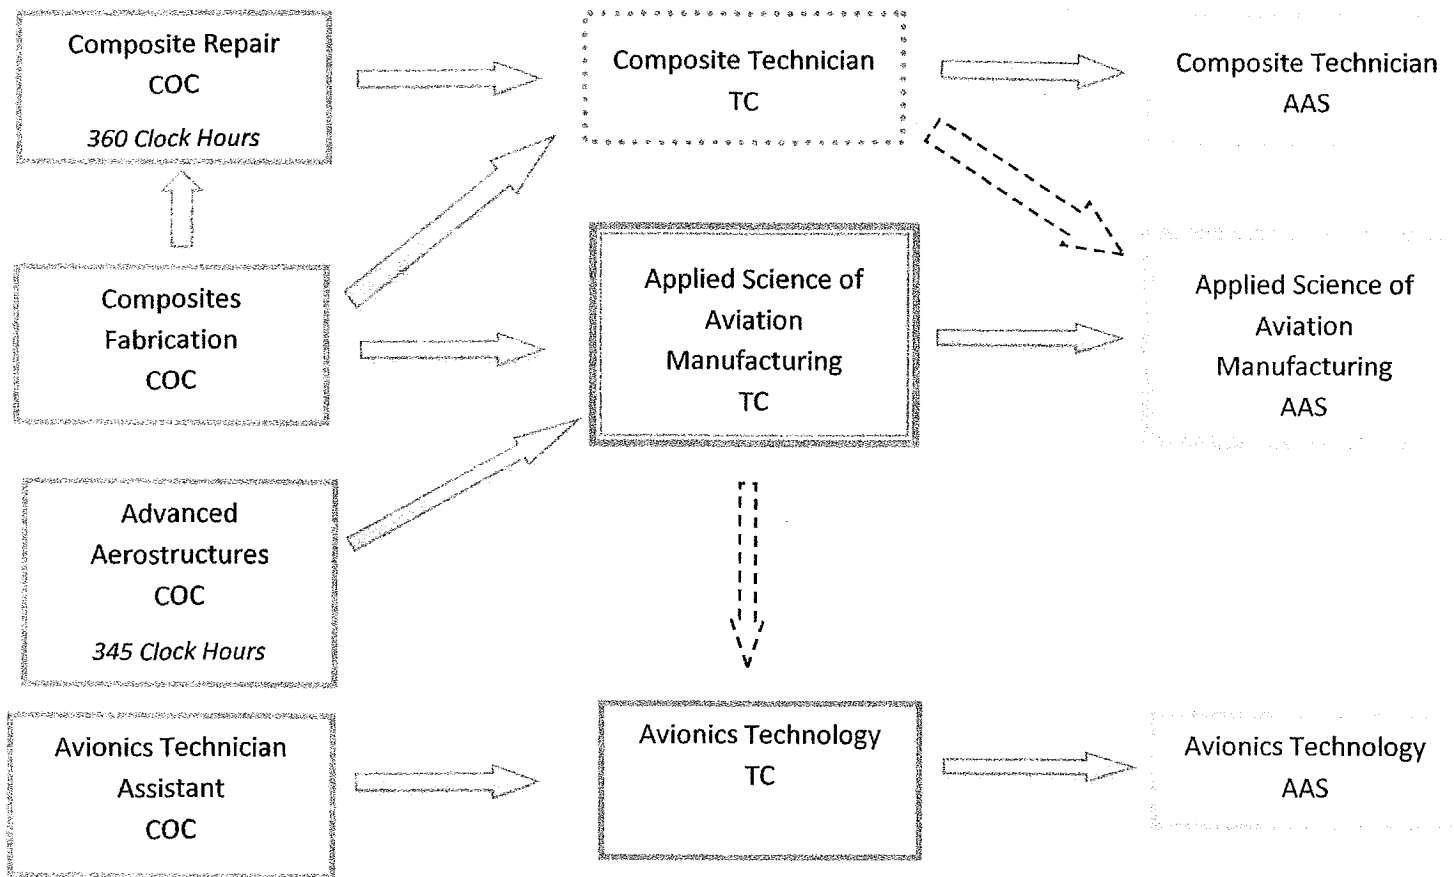 Composite Repair
COC
360 Clock Hours
Composite Technician
TC
Composite Technician
AAS
Composites
Fabrication
COC
Applied Science of
Aviation
Manufacturing
TC
Applied Science of
Aviation
Manufacturing
AAS
Advanced
Aerostructures
COC
345 Clock Hours
Avionics Technician
Assistant
COC
Avionics Technology
TC
Avionics Technology
AAS